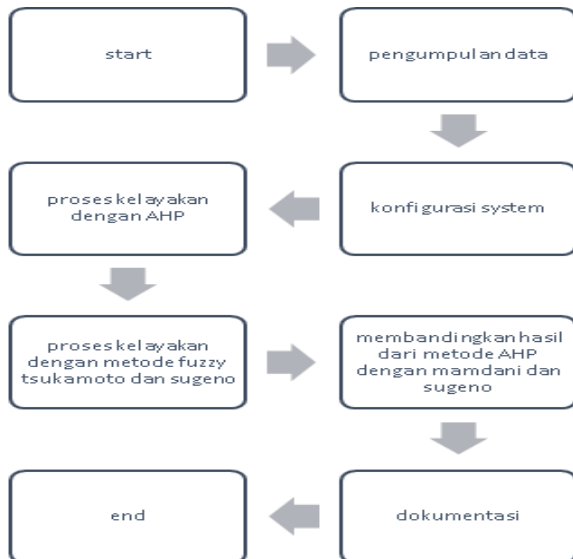 start
pengumpulan data
konfigurasi system
proses kelayakan
dengan AHP
proses kelayakan
dengan metode fuzzy
tsukamoto dan sugeno
membandingkan hasil
dari metode AHP
dengan mamdani dan
sugeno
dokumentasi
end